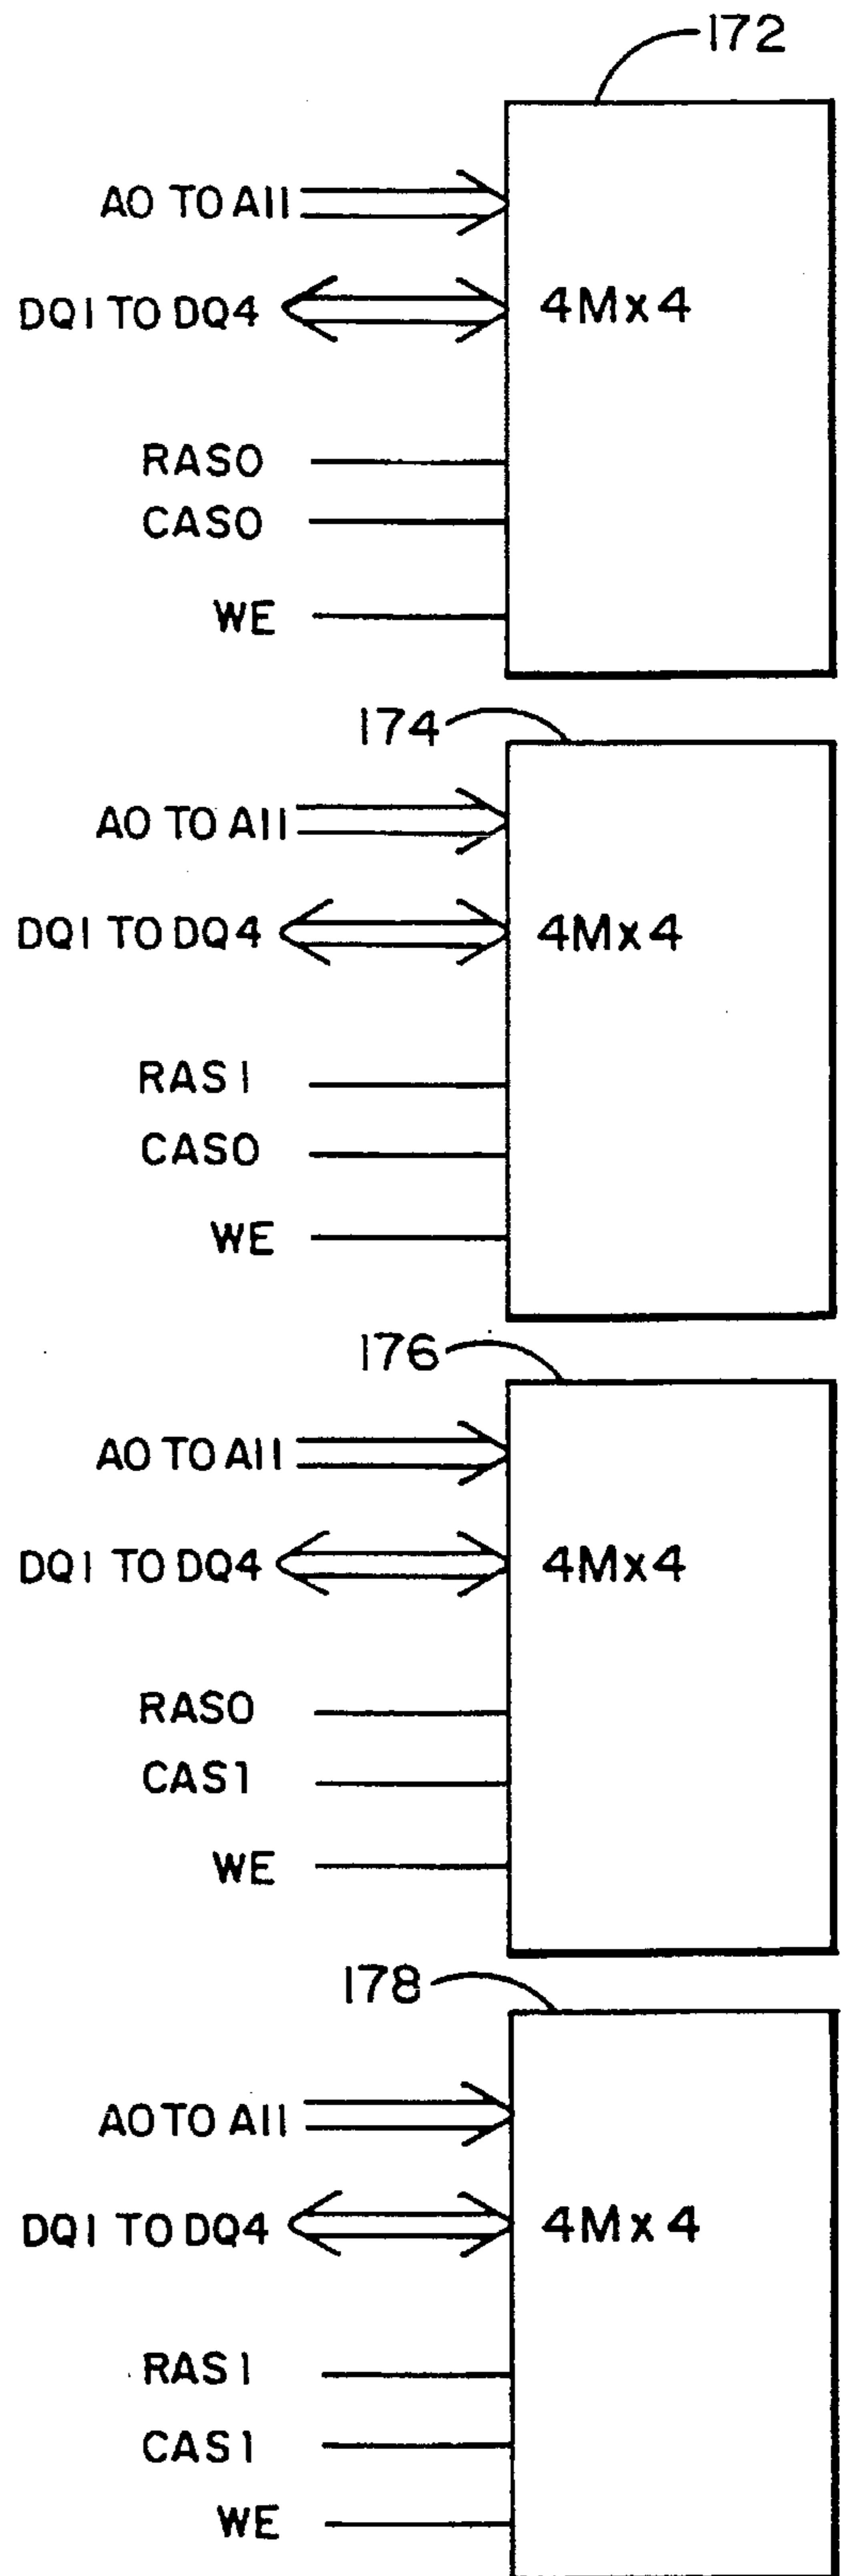 172
A0 TO A11
DQ1 TO DQ4
4Mx4
RAS0
CAS0
WE
174
A0 TO A11
DQ1 TO DQ4
4Mx4
RAS1
CAS0
WE
176
A0 TO A11
DQ1 TO DQ4
4Mx4
RAS0
CAS1
WE
178
A0 TO A11
DQ1 TO DQ4
4Mx4
RAS1
CAS1
WE